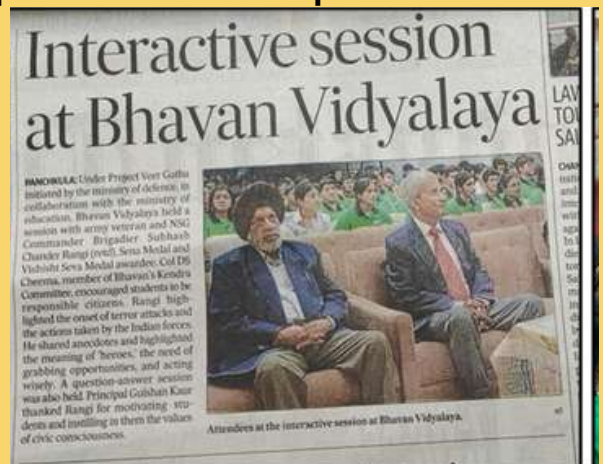 Interactive session
at Bhavan Vidyalaya
PANCHKULA: Under Project Veer Gatha
initiated by the ministry of defence, in
collaboration with the ministry of
education, Bhavan Vidyalaya held a
session with army veteran and NSG
Commander Brigadier Subhash
Chander Rangi (retd), Sena Medal and
Vishisht Seva Medal awardee. Col DS
Cheema, member of Bhavan's Kendra
Committee, encouraged students to be
responsible citizens. Rangi high-
lighted the onset of terror attacks and
the actions taken by the Indian forces.
He shared anecdotes and highlighted
the meaning of 'heroes,' the need of
grabbing opportunities, and acting
wisely. A question-answer session
was also held. Principal Gulshan Kaur
thanked Rangi for motivating stu-
dents and instilling in them the values
of civic consciousness.
Attendees at the interactive session at Bhavan Vidyalaya.
HT
LAW
TO
SAI